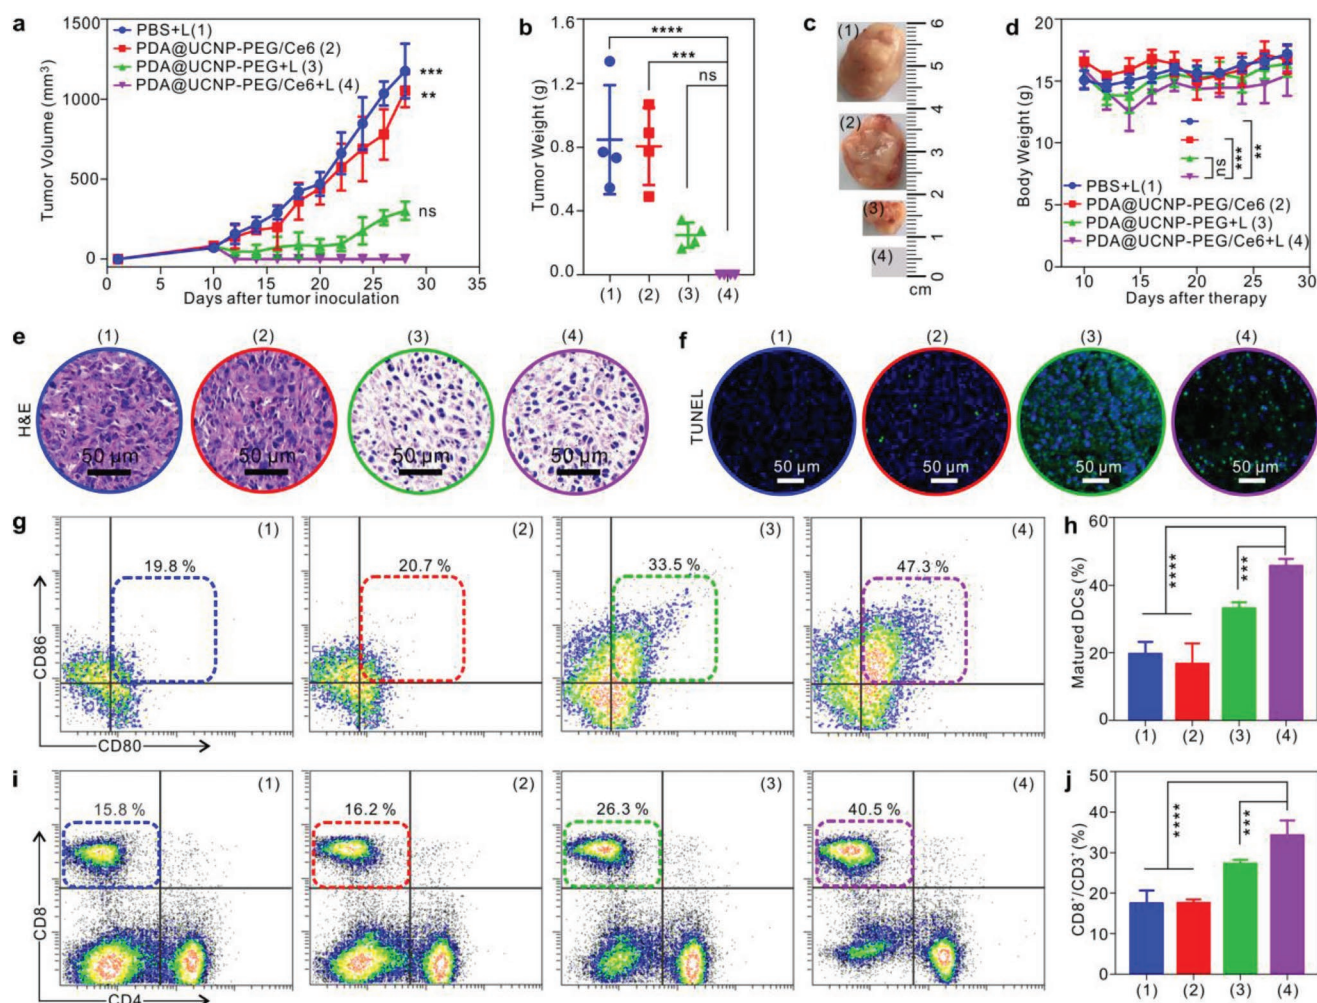 a
Tumor Volume (mm³)
1500
1000
500
0
0 5 10 15 20 25 30 35
Days after tumor inoculation
PBS+L(1)
PDA@UCNP-PEG/Ce6 (2)
PDA@UCNP-PEG+L (3)
PDA@UCNP-PEG/Ce6+L (4)
***
**
ns
b
Tumor Weight (g)
1.6
1.2
0.8
0.4
0.0
(1) (2) (3) (4)
****
***
ns
c
(1)
(2)
(3)
(4)
6
5
4
3
2
1
0
cm
d
Body Weight (g)
20
15
10
5
0
10 15 20 25 30
Days after therapy
ns
***
**
PBS+L(1)
PDA@UCNP-PEG/Ce6 (2)
PDA@UCNP-PEG+L (3)
PDA@UCNP-PEG/Ce6+L (4)
e
(1) (2) (3) (4)
H&E
50 µm 50 µm 50 µm 50 µm
f
(1) (2) (3) (4)
TUNEL
50 µm 50 µm 50 µm 50 µm
g
(1) (2) (3) (4)
19.8 % 20.7 % 33.5 % 47.3 %
CD86
CD80
h
Matured DCs (%)
60
40
20
0
(1) (2) (3) (4)
****
***
i
(1) (2) (3) (4)
15.8 % 16.2 % 26.3 % 40.5 %
CD8
CD4
j
CD8⁺/CD3⁺ (%)
50
40
30
20
10
0
(1) (2) (3) (4)
****
***